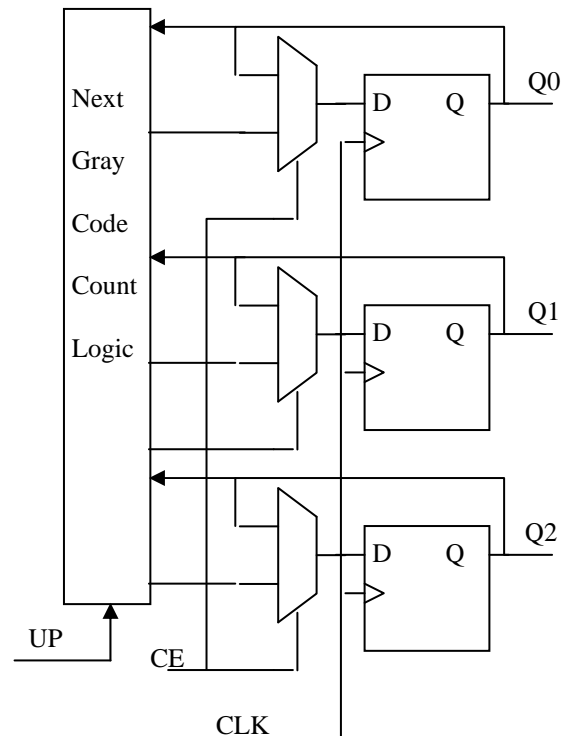 Next
Gray
Code
Count
Logic
D Q
Q0
D Q
Q1
D Q
Q2
UP
CE
CLK